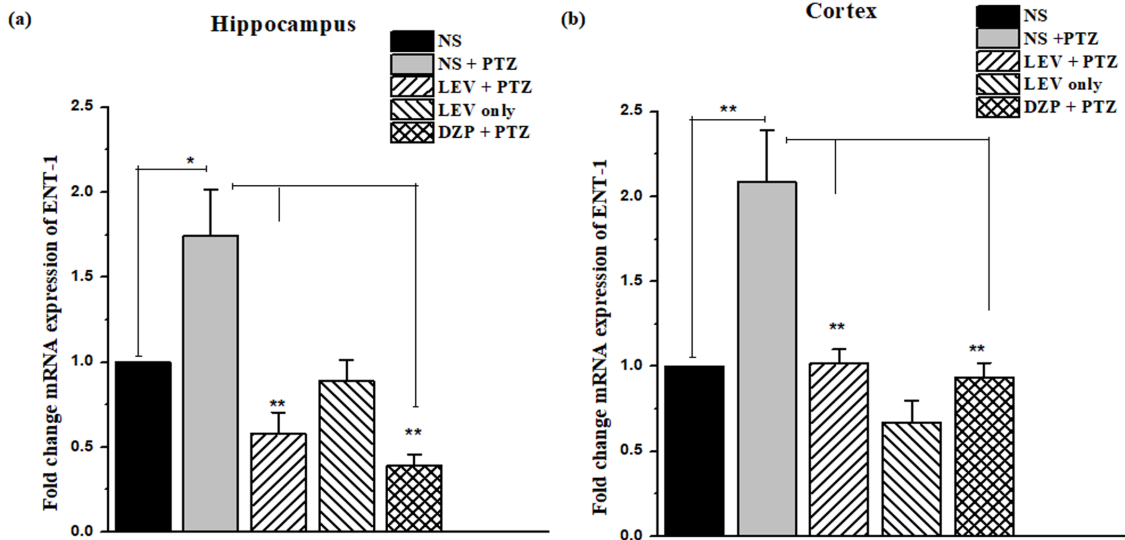 (a)
Hippocampus
NS
NS + PTZ
LEV + PTZ
LEV only
DZP + PTZ
Fold change mRNA expression of ENT-1
2.5
2.0
1.5
1.0
0.5
0.0
*
**
**
(b)
Cortex
NS
NS +PTZ
LEV + PTZ
LEV only
DZP + PTZ
Fold change mRNA expression of ENT-1
2.5
2.0
1.5
1.0
0.5
0.0
**
**
**